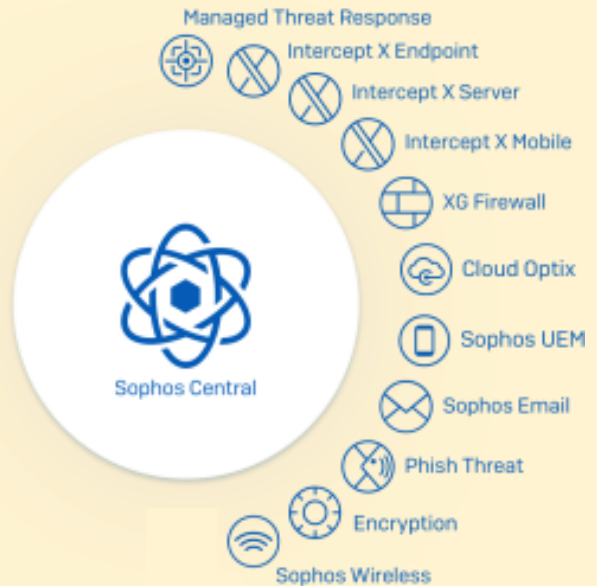 Managed Threat Response
Intercept X Endpoint
Intercept X Server
Intercept X Mobile
XG Firewall
Cloud Optix
Sophos UEM
Sophos Email
Phish Threat
Encryption
Sophos Wireless
Sophos Central